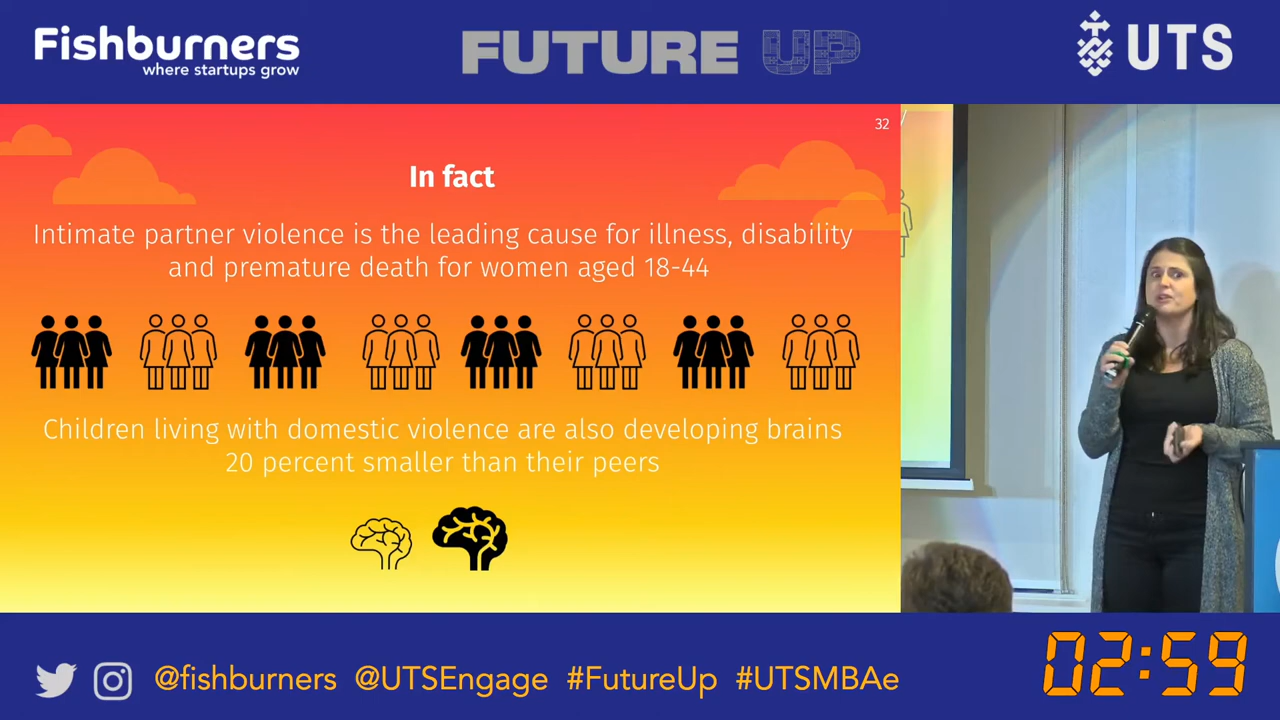 Fishburners
where startups grow
FUTURE UP
UTS
32
In fact
Intimate partner violence is the leading cause for illness, disability
and premature death for women aged 18-44
Children living with domestic violence are also developing brains
20 percent smaller than their peers
@fishburners @UTSEngage #FutureUp #UTSMBAe
02:59